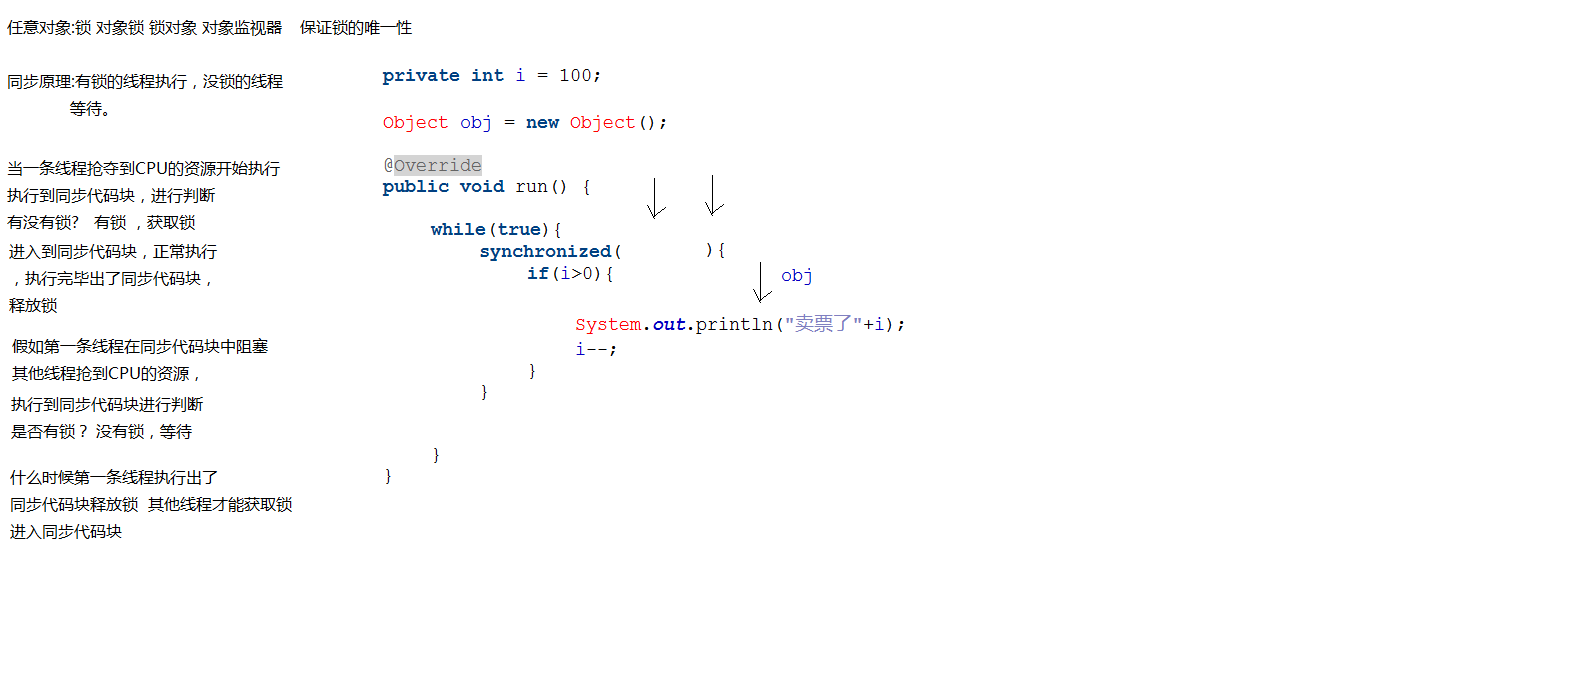 任意对象:锁 对象锁 锁对象 对象监视器 保证锁的唯一性
同步原理:有锁的线程执行，没锁的线程
等待。
当一条线程抢夺到CPU的资源开始执行
执行到同步代码块，进行判断
有没有锁? 有锁 ，获取锁
进入到同步代码块，正常执行
，执行完毕出了同步代码块，
释放锁
假如第一条线程在同步代码块中阻塞
其他线程抢到CPU的资源，
执行到同步代码块进行判断
是否有锁？ 没有锁，等待
什么时候第一条线程执行出了
同步代码块释放锁 其他线程才能获取锁
进入同步代码块
private int i = 100;
Object obj = new Object();
@Override
public void run() {
while(true){
synchronized( ){
if(i>0){
obj
System.out.println("卖票了"+i);
i--;
}
}
}
}